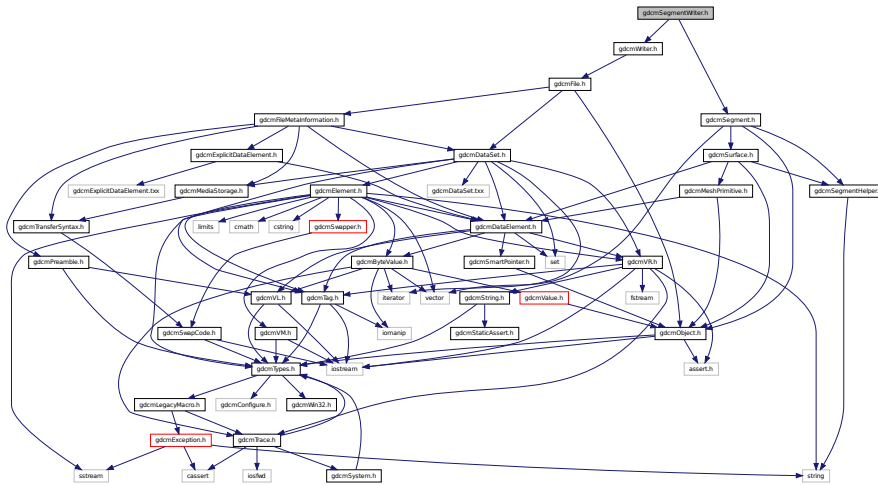 gdcmSegmentWriter.h
gdcmWriter.h
gdcmFile.h
gdcmFileMetaInformation.h
gdcmSegment.h
gdcmExplicitDataElement.h
gdcmDataSet.h
gdcmSurface.h
gdcmExplicitDataElement.txx
gdcmMediaStorage.h
gdcmElement.h
gdcmDataSet.txx
gdcmMeshPrimitive.h
gdcmSegmentHelper.h
gdcmTransferSyntax.h
limits
cmath
cstring
gdcmSwapper.h
gdcmDataElement.h
gdcmPreamble.h
gdcmByteValue.h
gdcmSmartPointer.h
set
gdcmVR.h
gdcmVL.h
gdcmTag.h
iterator
vector
gdcmString.h
gdcmValue.h
fstream
gdcmSwapCode.h
gdcmVM.h
iomanip
gdcmStaticAssert.h
gdcmObject.h
gdcmTypes.h
iostream
assert.h
gdcmLegacyMacro.h
gdcmConfigure.h
gdcmWin32.h
gdcmException.h
gdcmTrace.h
sstream
cassert
iosfwd
gdcmSystem.h
string